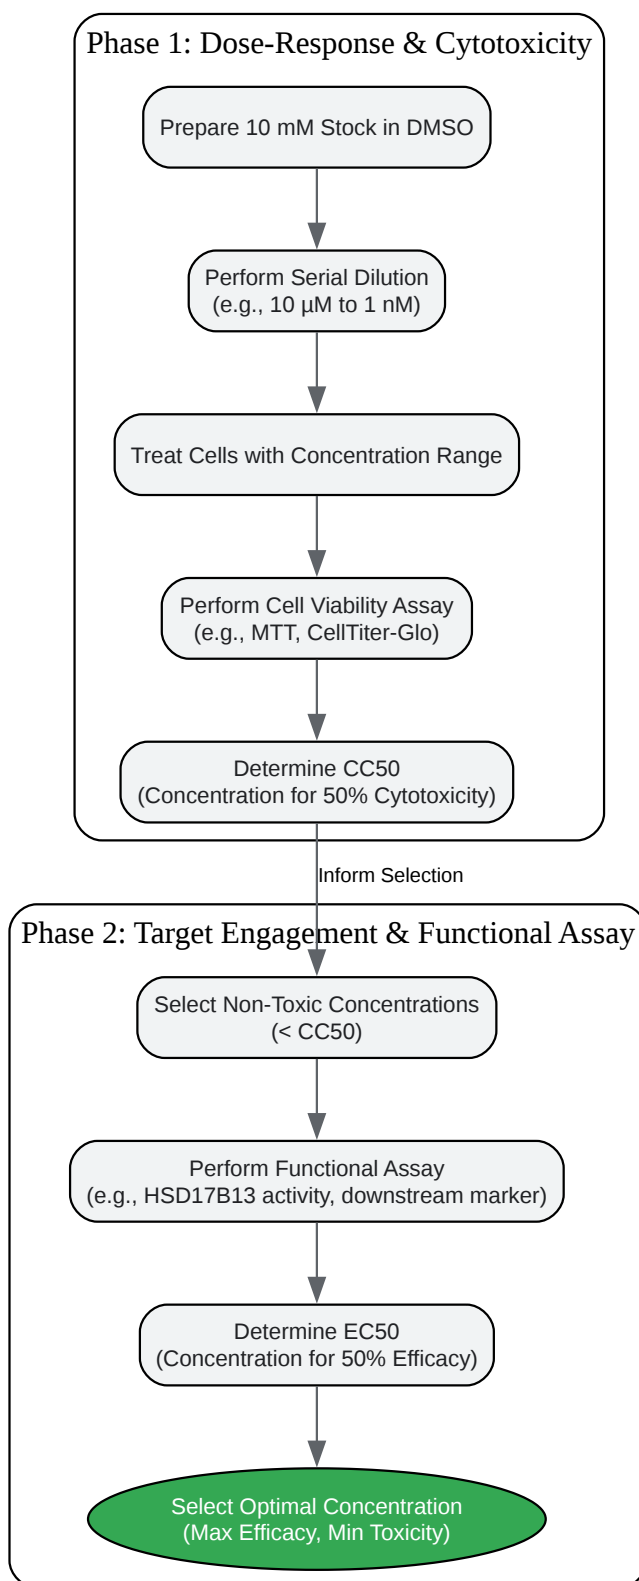 Phase 1: Dose-Response & Cytotoxicity
Prepare 10 mM Stock in DMSO
Perform Serial Dilution
(e.g., 10 µM to 1 nM)
Treat Cells with Concentration Range
Perform Cell Viability Assay
(e.g., MTT, CellTiter-Glo)
Determine CC50
(Concentration for 50% Cytotoxicity)
Inform Selection
Phase 2: Target Engagement & Functional Assay
Select Non-Toxic Concentrations
(< CC50)
Perform Functional Assay
(e.g., HSD17B13 activity, downstream marker)
Determine EC50
(Concentration for 50% Efficacy)
Select Optimal Concentration
(Max Efficacy, Min Toxicity)